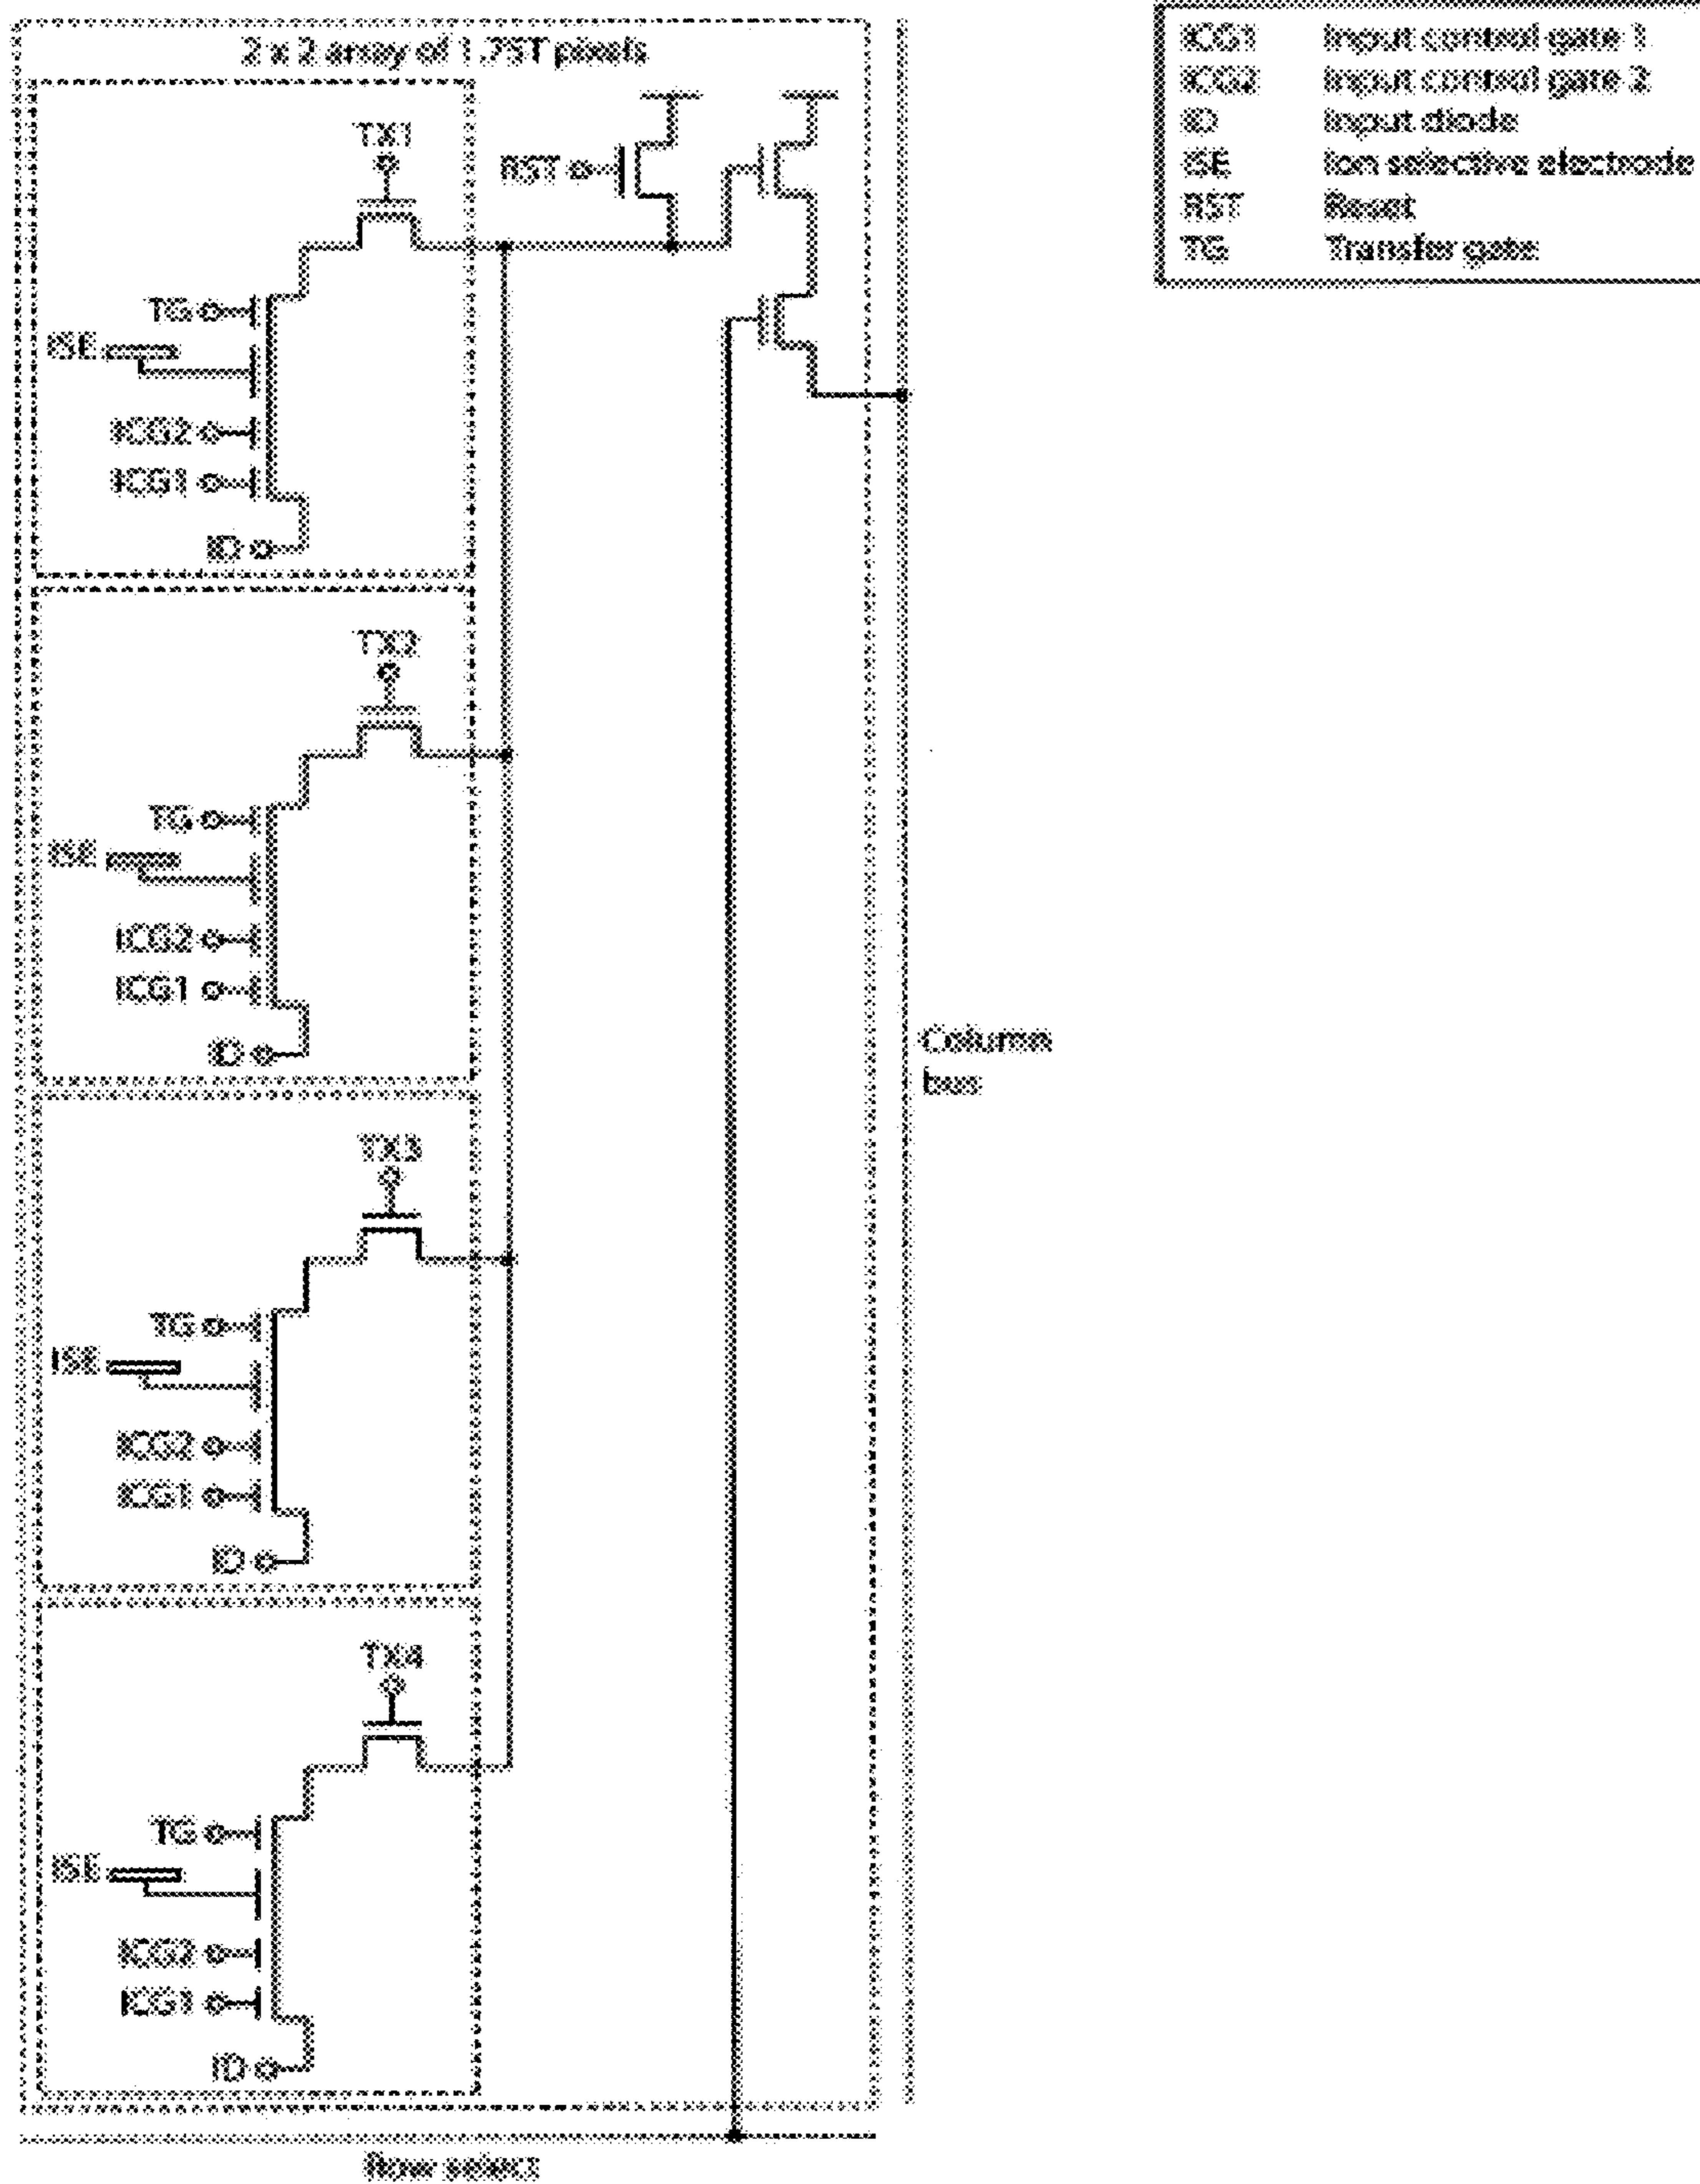 2 x 2 array of 1.75T pixels
ICG1 Input control gate 1
ICG2 Input control gate 2
ID Input diode
ISE Ion selective electrode
RST Reset
TG Transfer gate
TX1
RST
TG
ISE
ICG2
ICG1
ID
TX2
TG
ISE
ICG2
ICG1
ID
Column
bus
TX3
TG
ISE
ICG2
ICG1
ID
TX4
TG
ISE
ICG2
ICG1
ID
Row select